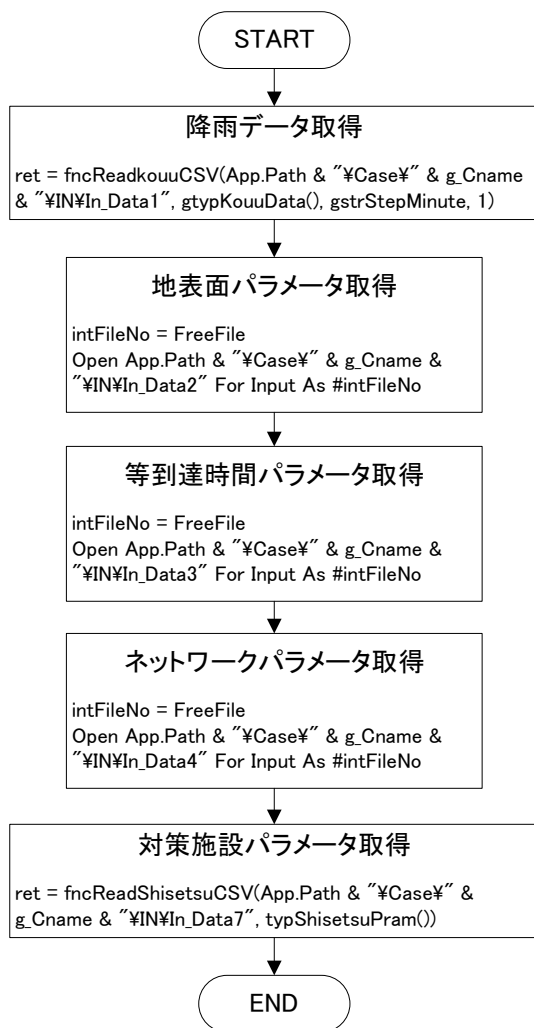 START
降雨データ取得
ret = fncReadkouuCSV(App.Path & "¥Case¥" & g_Cname
& "¥IN¥In_Data1", gtypKouuData(), gstrStepMinute, 1)
地表面パラメータ取得
intFileNo = FreeFile
Open App.Path & "¥Case¥" & g_Cname &
"¥IN¥In_Data2" For Input As #intFileNo
等到達時間パラメータ取得
intFileNo = FreeFile
Open App.Path & "¥Case¥" & g_Cname &
"¥IN¥In_Data3" For Input As #intFileNo
ネットワークパラメータ取得
intFileNo = FreeFile
Open App.Path & "¥Case¥" & g_Cname &
"¥IN¥In_Data4" For Input As #intFileNo
対策施設パラメータ取得
ret = fncReadShisetsuCSV(App.Path & "¥Case¥" &
g_Cname & "¥IN¥In_Data7", typShisetsuPram())
END